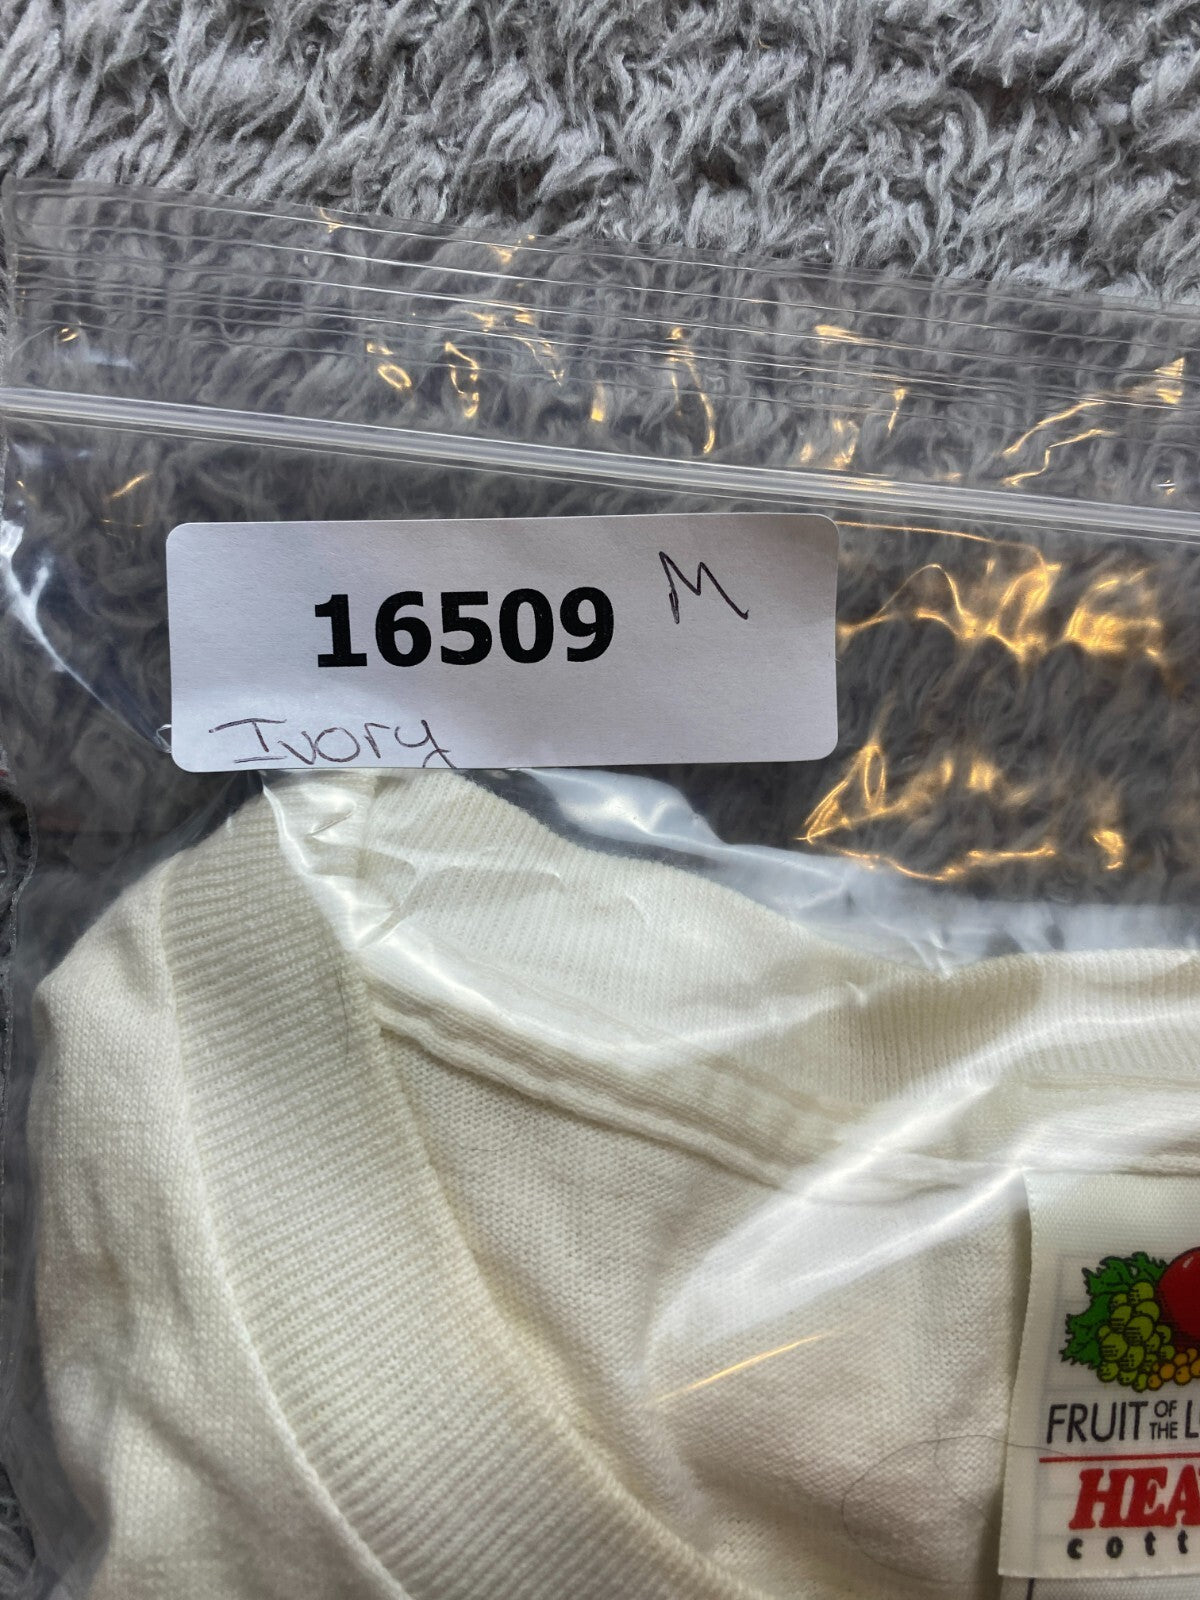 16509 M
Ivory
FRUIT OF THE L
HEA
cott